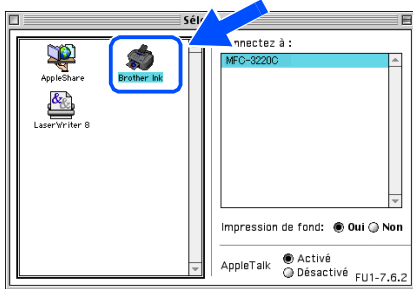 Sél
nnectez à :
AppleShare
Brother Ink
MFC-3220C
LaserWriter 8
Impression de fond: Oui Non
AppleTalk Activé
Désactivé
FU1-7.6.2